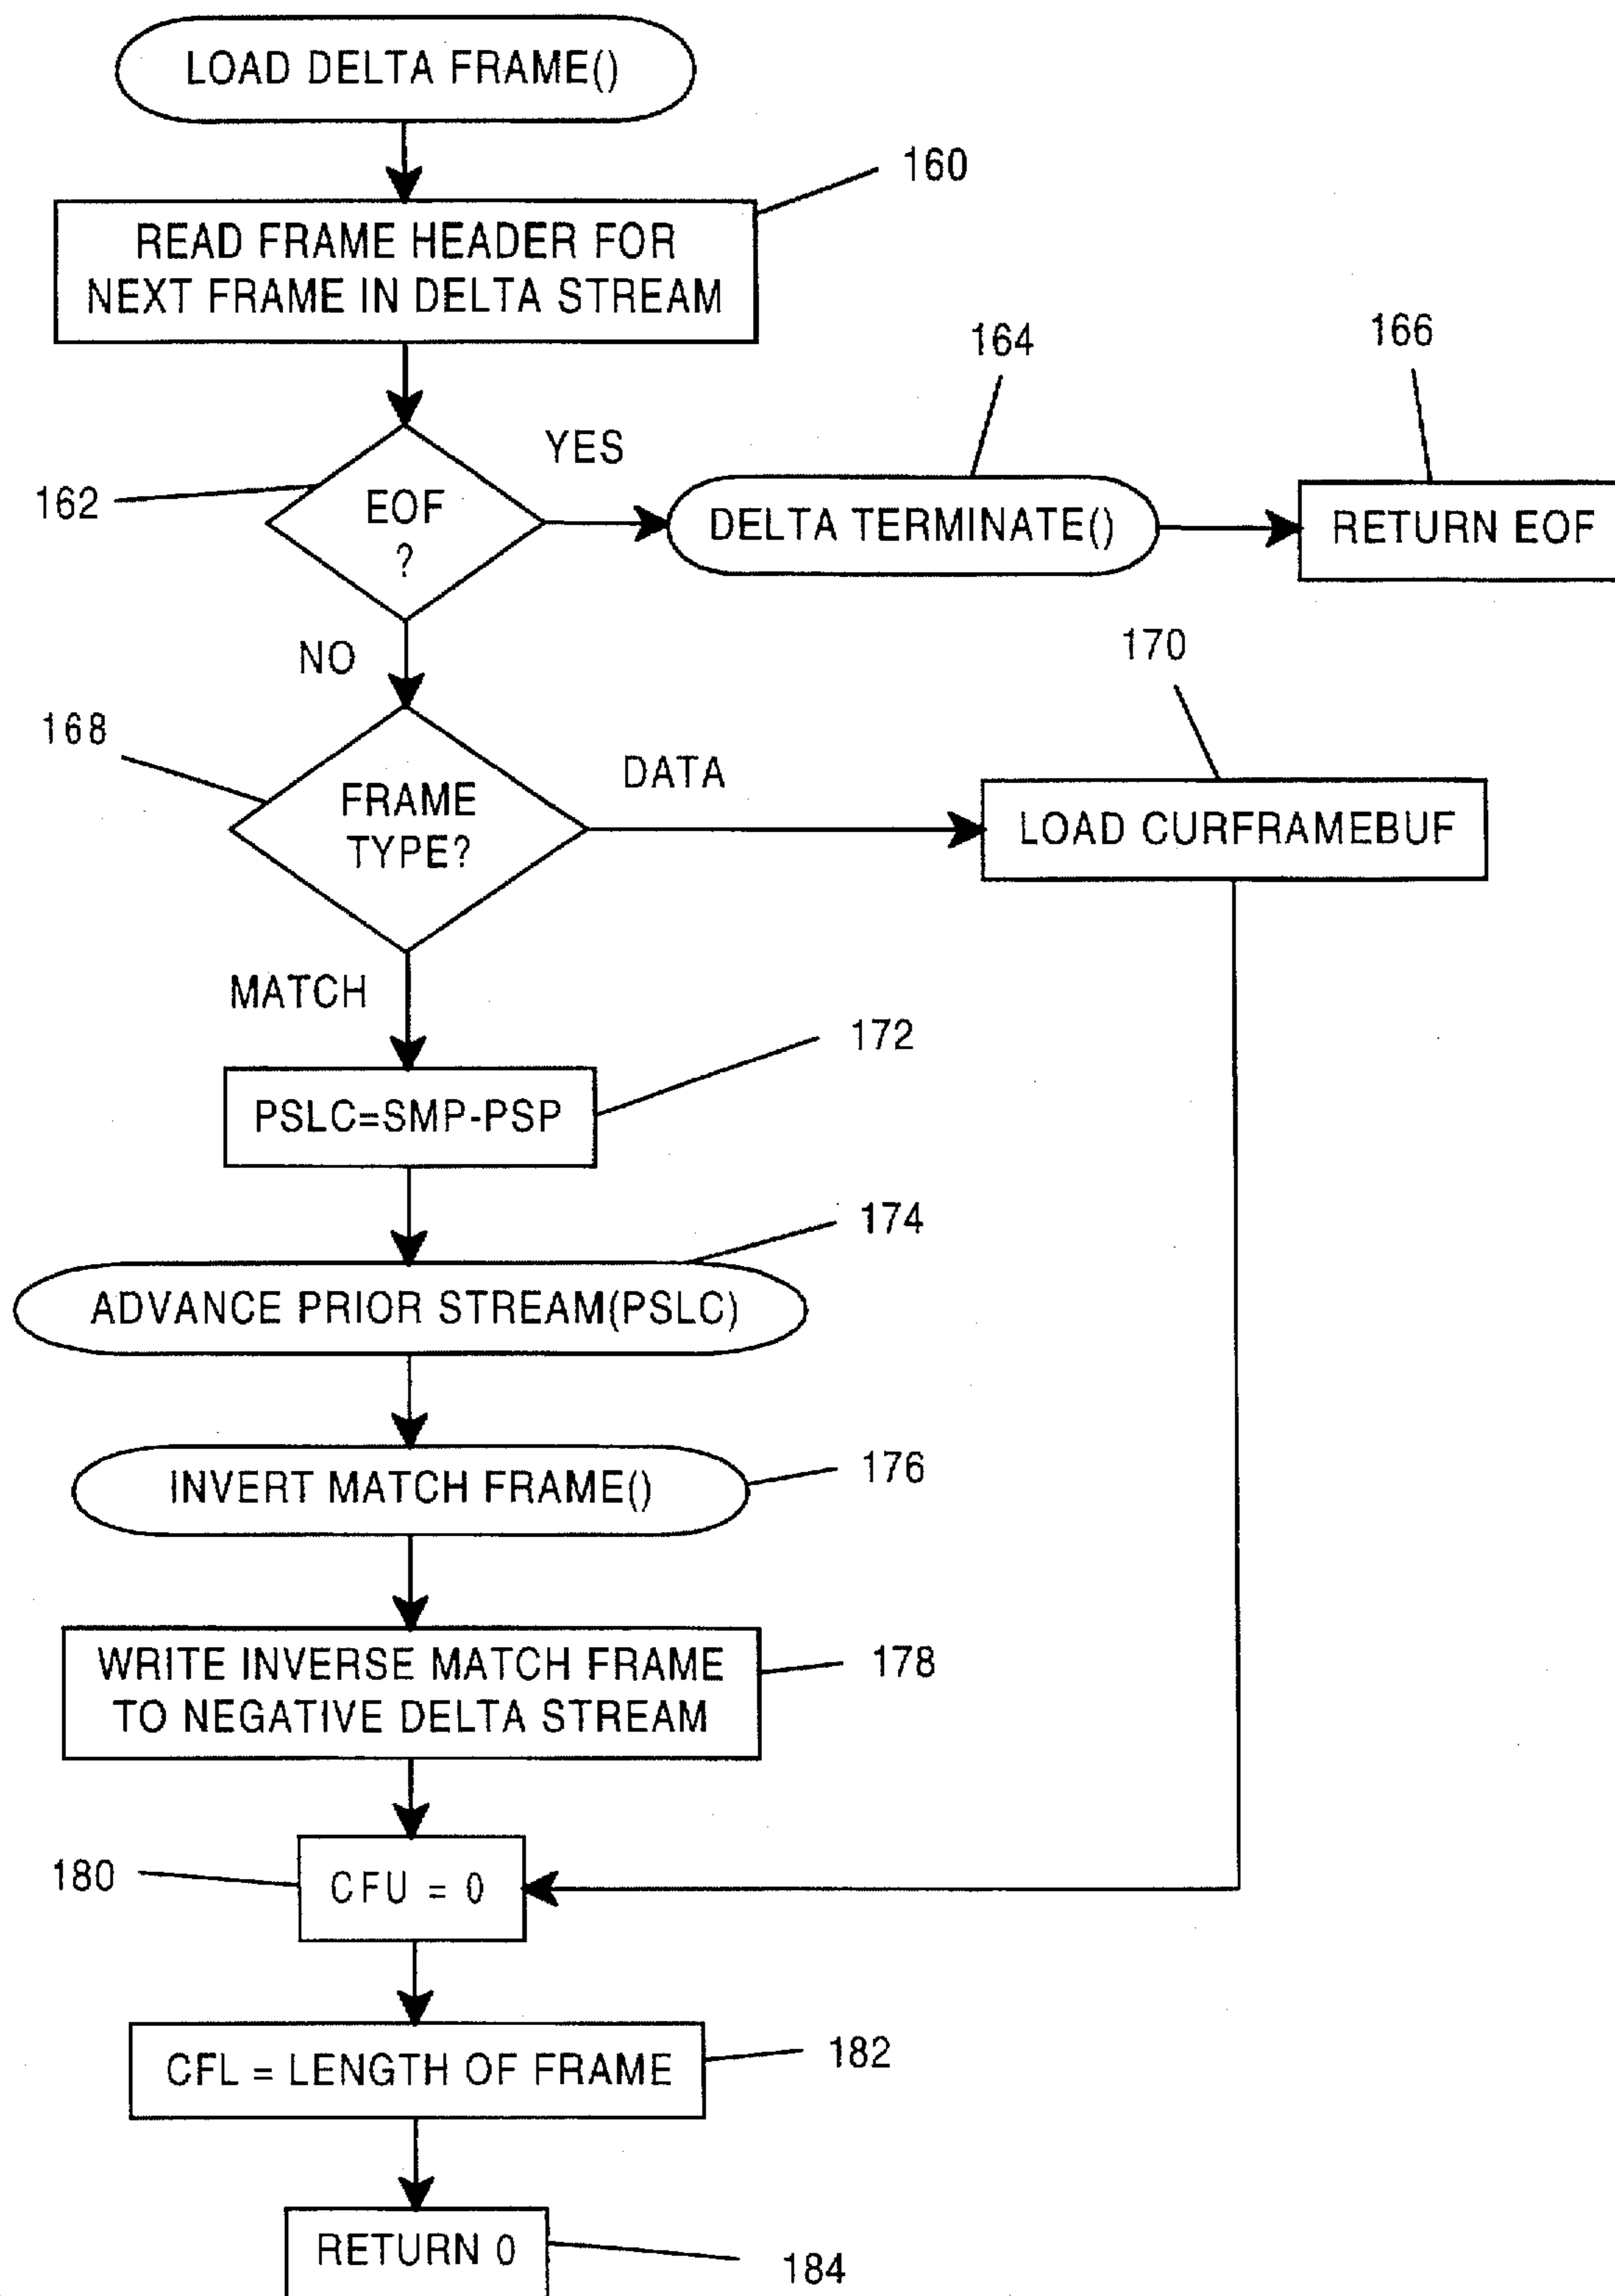 LOAD DELTA FRAME()
160
READ FRAME HEADER FOR
NEXT FRAME IN DELTA STREAM
164
166
YES
162
EOF
?
DELTA TERMINATE()
RETURN EOF
NO
170
168
DATA
FRAME
TYPE?
LOAD CURFRAMEBUF
MATCH
172
PSLC=SMP-PSP
174
ADVANCE PRIOR STREAM(PSLC)
176
INVERT MATCH FRAME()
178
WRITE INVERSE MATCH FRAME
TO NEGATIVE DELTA STREAM
180
CFU = 0
182
CFL = LENGTH OF FRAME
RETURN 0
184